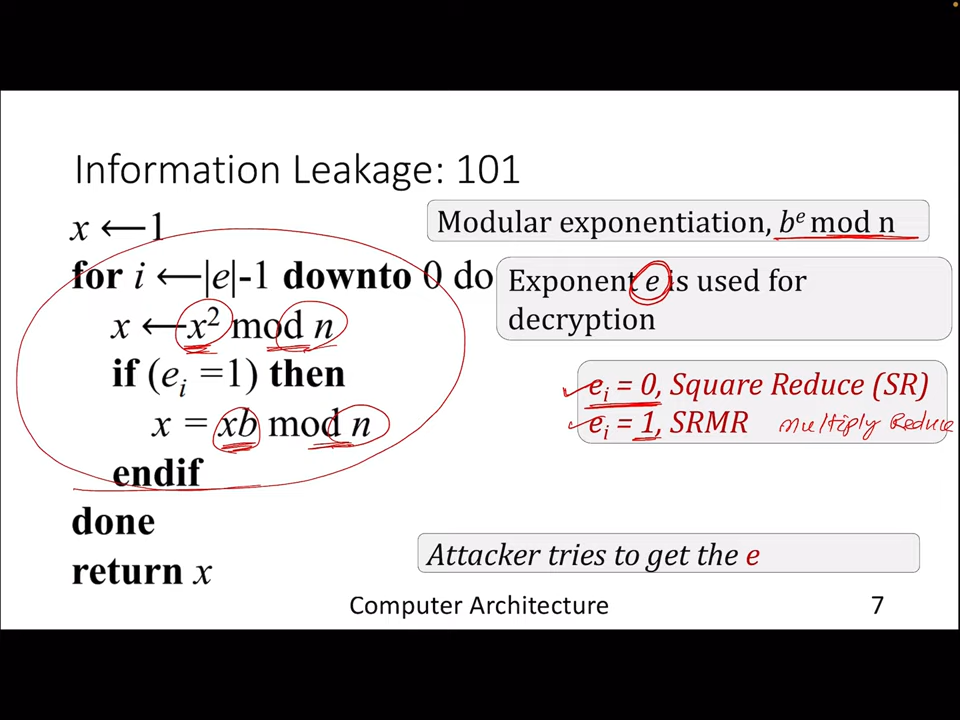 Information Leakage: 101
x ⟵1
Modular exponentiation, bᵉ mod n
for i ⟵|e|-1 downto 0 do
Exponent e is used for
decryption
x ⟵x² mod n
if (eᵢ =1) then
x = xb mod n
endif
done
return x
eᵢ = 0, Square Reduce (SR)
eᵢ = 1, SRMR Multiply Reduce
Attacker tries to get the e
Computer Architecture
7